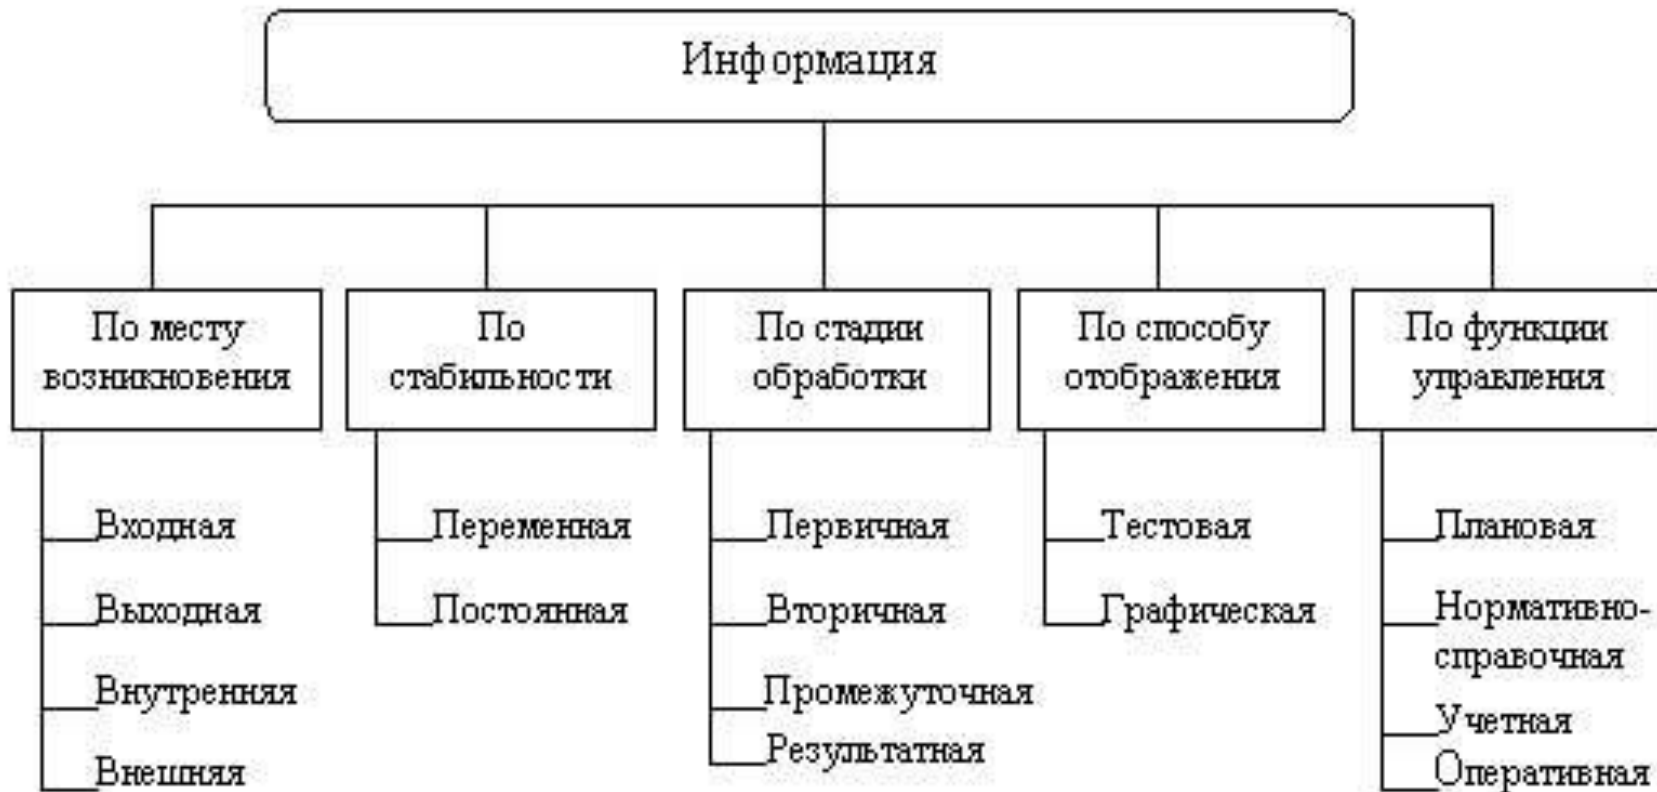 Информация
По месту
возникновения
По
стабильности
По стадии
обработки
По способу
отображения
По функции
управления
Входная
Выходная
Внутренняя
Внешняя
Переменная
Постоянная
Первичная
Вторичная
Промежуточная
Результатная
Тестовая
Графическая
Плановая
Нормативно-
справочная
Учетная
Оперативная